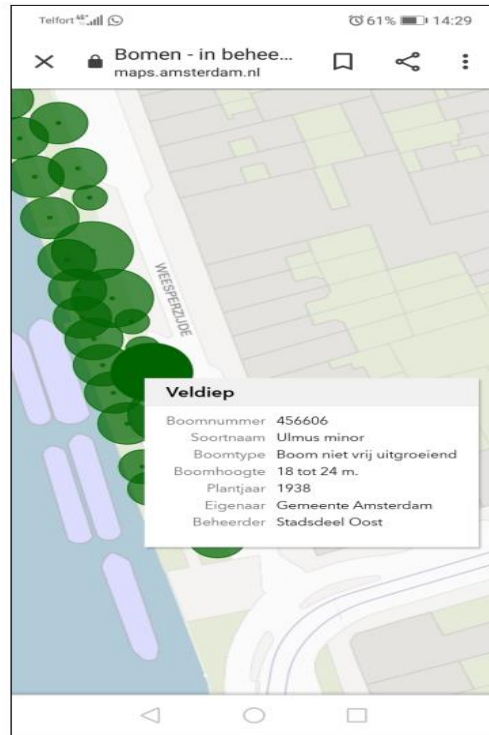 Telfort 61% 14:29
Bomen - in behee...
maps.amsterdam.nl
WEESPERZIJDE
Veldiep
Boomnummer 456606
Soortnaam Ulmus minor
Boomtype Boom niet vrij uitgroeiend
Boomhoogte 18 tot 24 m.
Plantjaar 1938
Eigenaar Gemeente Amsterdam
Beheerder Stadsdeel Oost